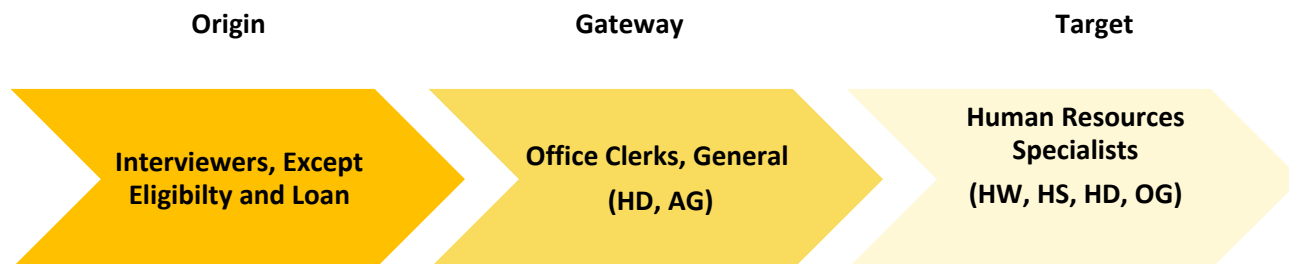 Origin
Gateway
Target
Interviewers, Except
Eligibilty and Loan
Office Clerks, General
(HD, AG)
Human Resources
Specialists
(HW, HS, HD, OG)